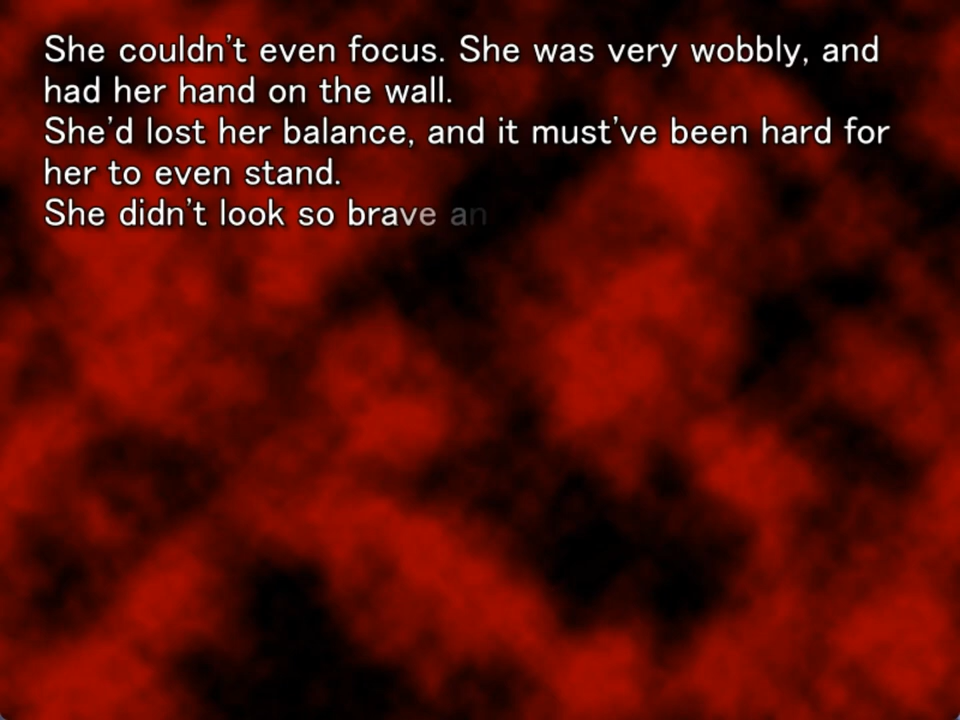 She couldn't even focus. She was very wobbly, and
had her hand on the wall.
She'd lost her balance, and it must've been hard for
her to even stand.
She didn't look so brave an